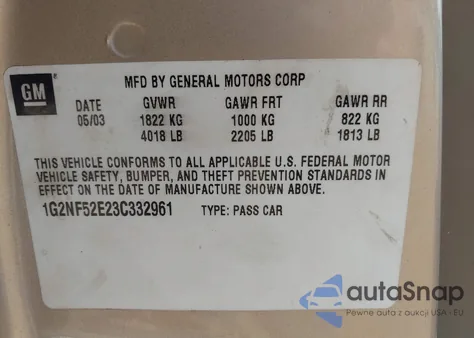 GM
MFD BY GENERAL MOTORS CORP
DATE GVWR GAWR FRT GAWR RR
05/03 1822 KG 1000 KG 822 KG
4018 LB 2205 LB 1813 LB
THIS VEHICLE CONFORMS TO ALL APPLICABLE U.S. FEDERAL MOTOR
VEHICLE SAFETY, BUMPER, AND THEFT PREVENTION STANDARDS IN
EFFECT ON THE DATE OF MANUFACTURE SHOWN ABOVE.
1G2NF52E23C332961 TYPE: PASS CAR
autaSnap
Pewne auta z aukcji USA i EU